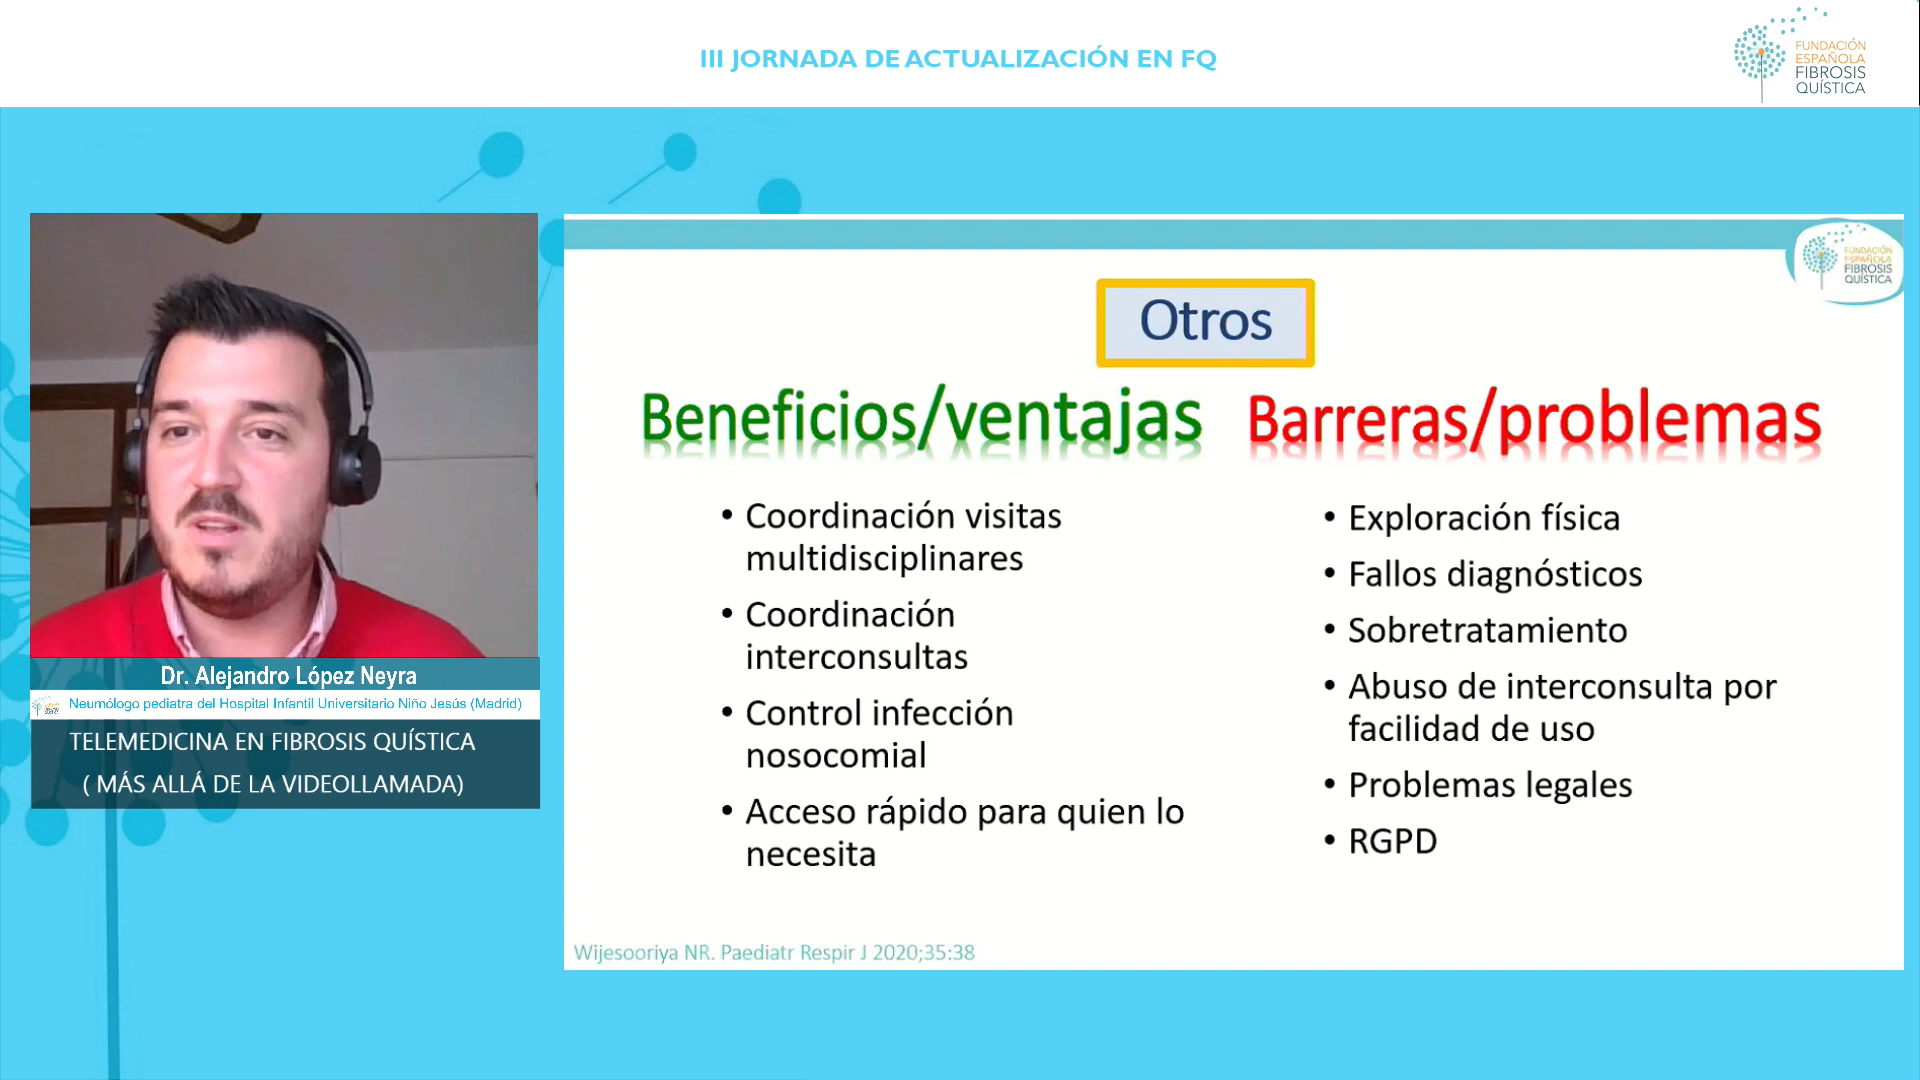 III JORNADA DE ACTUALIZACIÓN EN FQ
FUNDACIÓN
ESPAÑOLA
FIBROSIS
QUÍSTICA
Dr. Alejandro López Neyra
Neumólogo pediatra del Hospital Infantil Universitario Niño Jesús (Madrid)
TELEMEDICINA EN FIBROSIS QUÍSTICA
( MÁS ALLÁ DE LA VIDEOLLAMADA)
FUNDACIÓN
ESPAÑOLA
FIBROSIS
QUÍSTICA
Otros
Beneficios/ventajas
• Coordinación visitas
multidisciplinares
• Coordinación
interconsultas
• Control infección
nosocomial
• Acceso rápido para quien lo
necesita
Barreras/problemas
• Exploración física
• Fallos diagnósticos
• Sobretratamiento
• Abuso de interconsulta por
facilidad de uso
• Problemas legales
• RGPD
Wijesooriya NR. Paediatr Respir J 2020;35:38